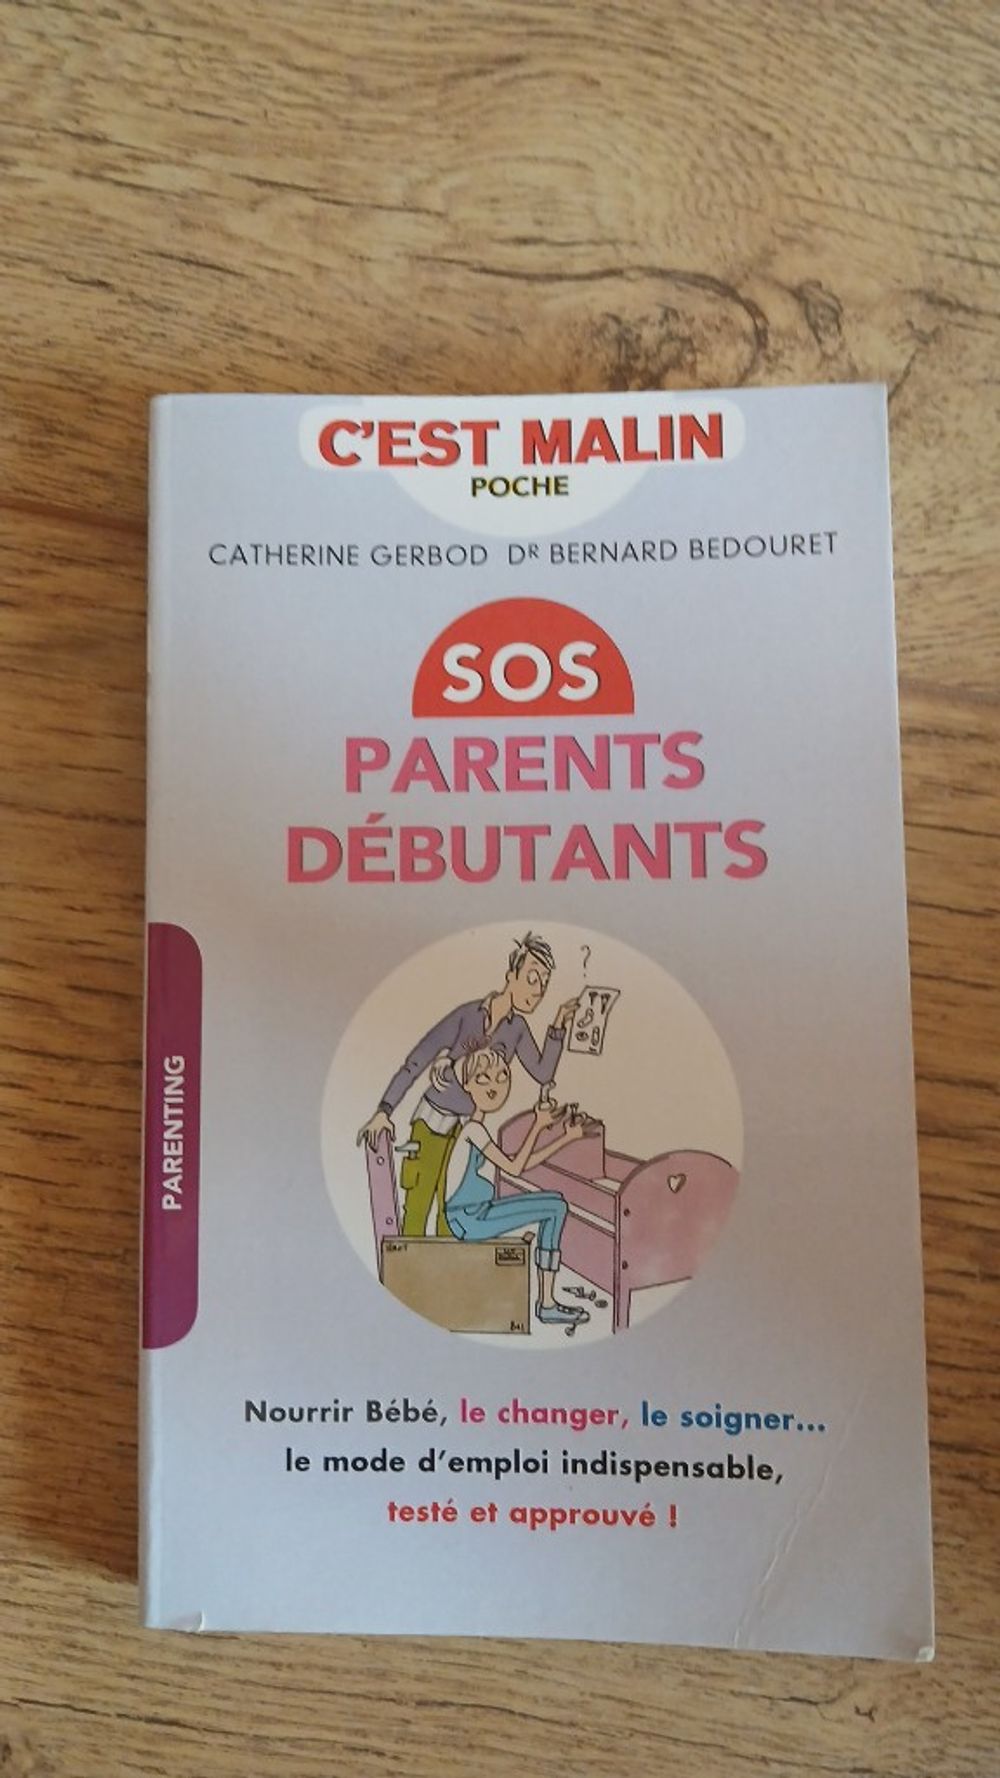 C'EST MALIN
POCHE
CATHERINE GERBOD DR BERNARD BEDOURET
SOS
PARENTS
DÉBUTANTS
?
PARENTING
Nourrir Bébé, le changer, le soigner...
le mode d'emploi indispensable,
testé et approuvé !